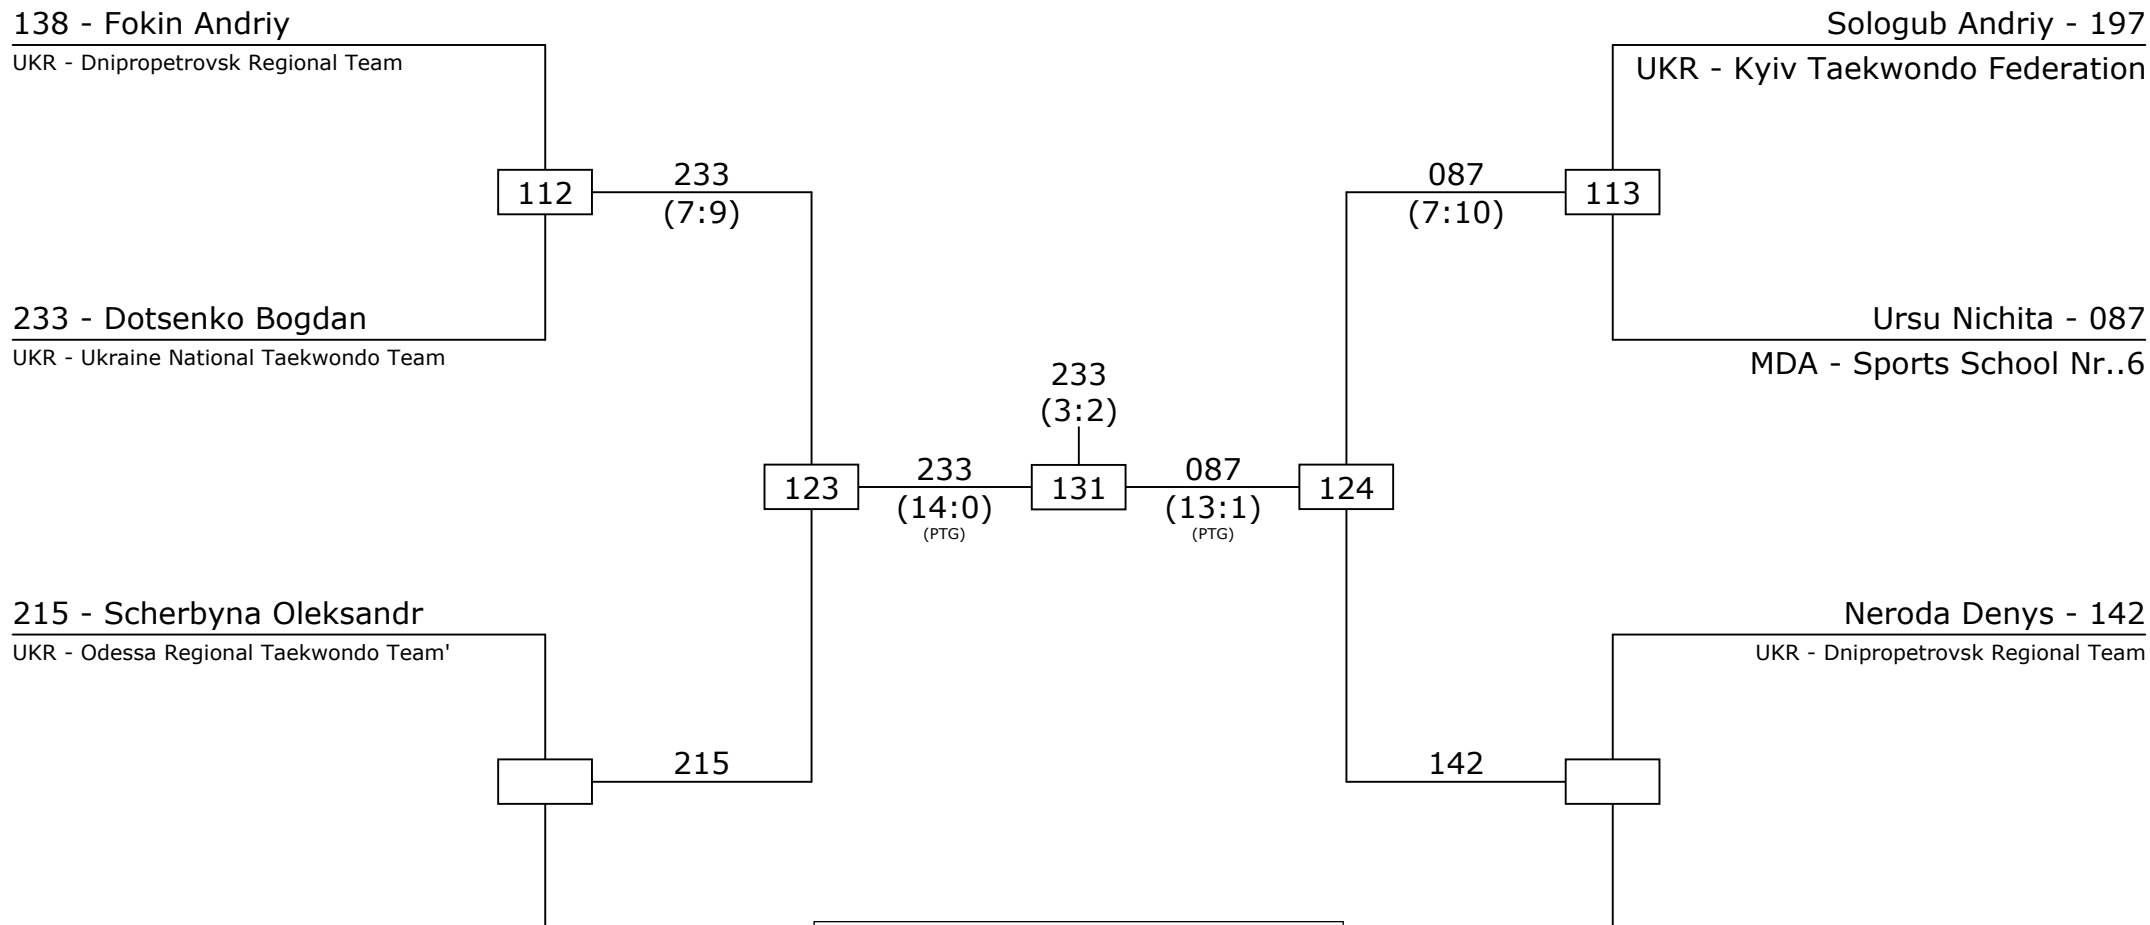 138 - Fokin Andriy
UKR - Dnipropetrovsk Regional Team
Sologub Andriy - 197
UKR - Kyiv Taekwondo Federation
112
233
(7:9)
087
(7:10)
113
233 - Dotsenko Bogdan
UKR - Ukraine National Taekwondo Team
Ursu Nichita - 087
MDA - Sports School Nr..6
233
(3:2)
123
233
(14:0)
(PTG)
131
087
(13:1)
(PTG)
124
215 - Scherbyna Oleksandr
UKR - Odessa Regional Taekwondo Team'
Neroda Denys - 142
UKR - Dnipropetrovsk Regional Team
215
142